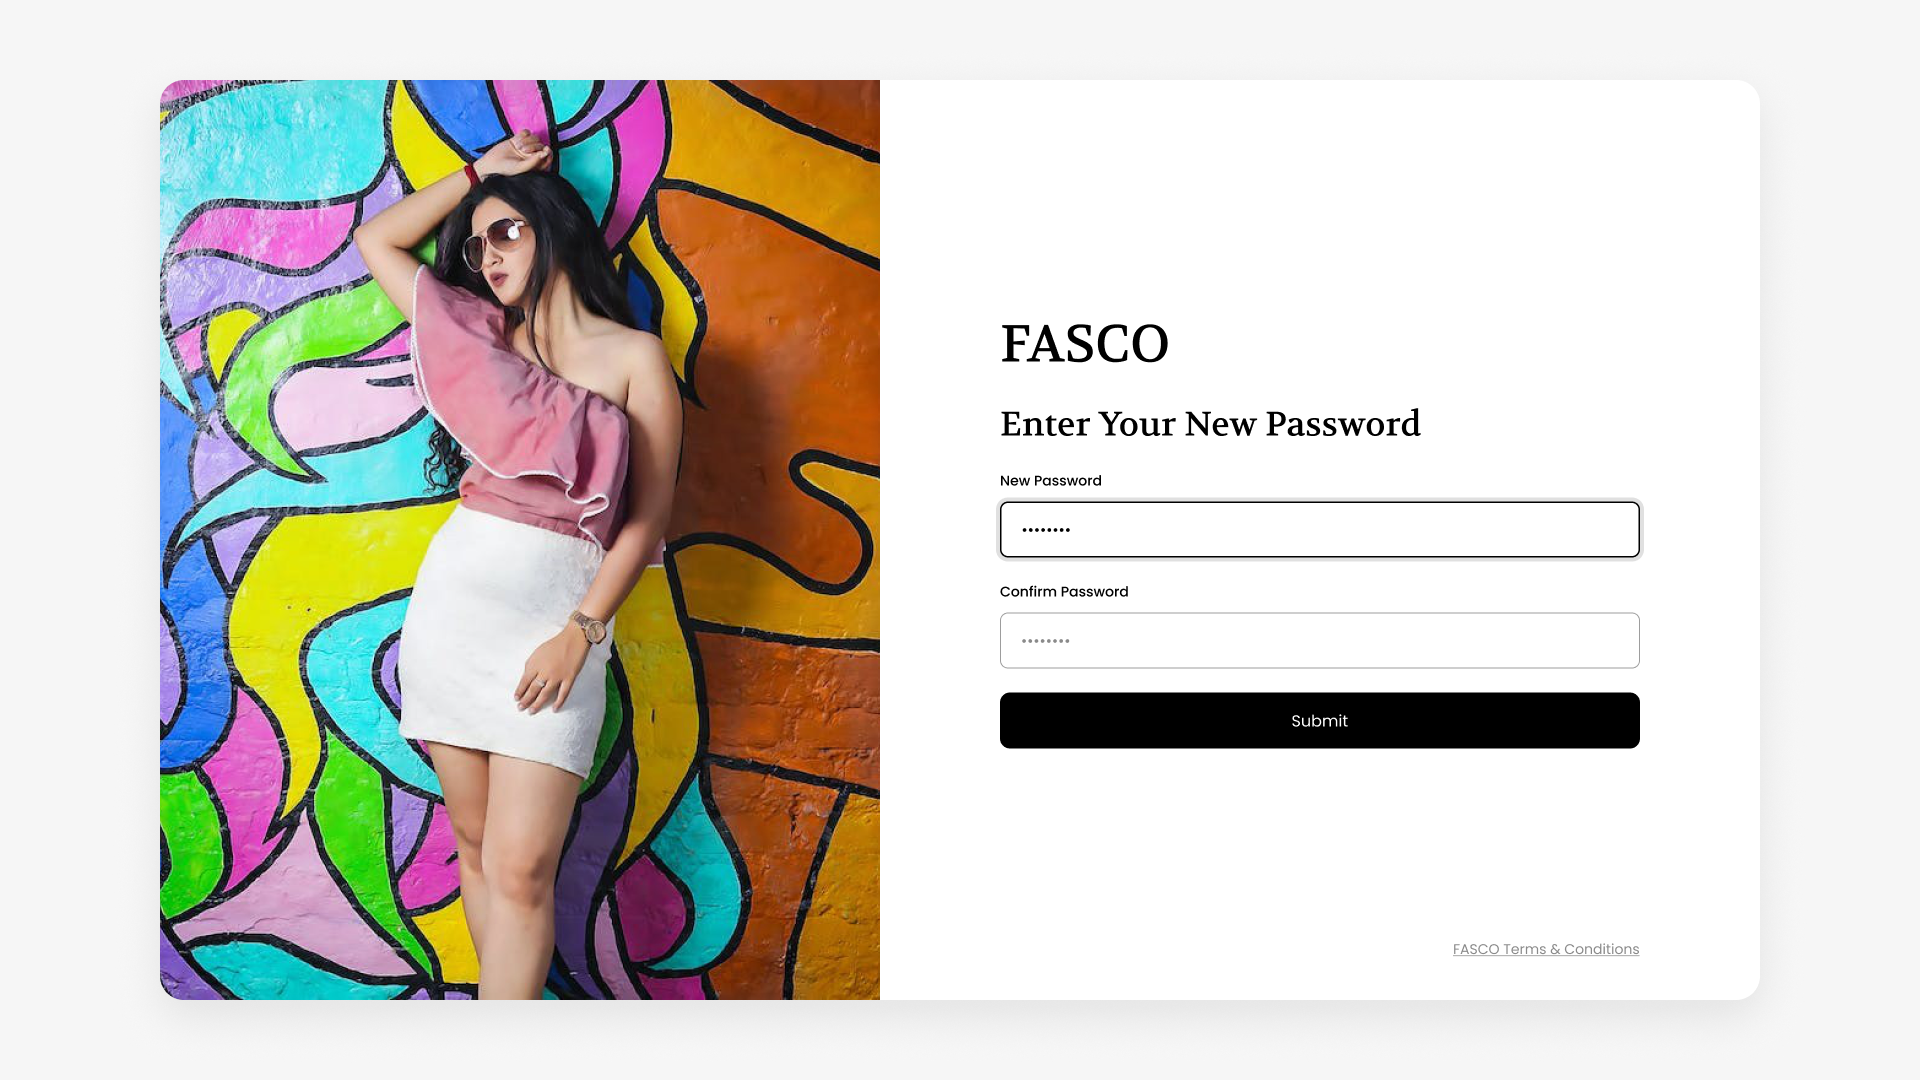 FASCO
Enter Your New Password
New Password
••••••••
Confirm Password
••••••••
Submit
FASCO Terms & Conditions